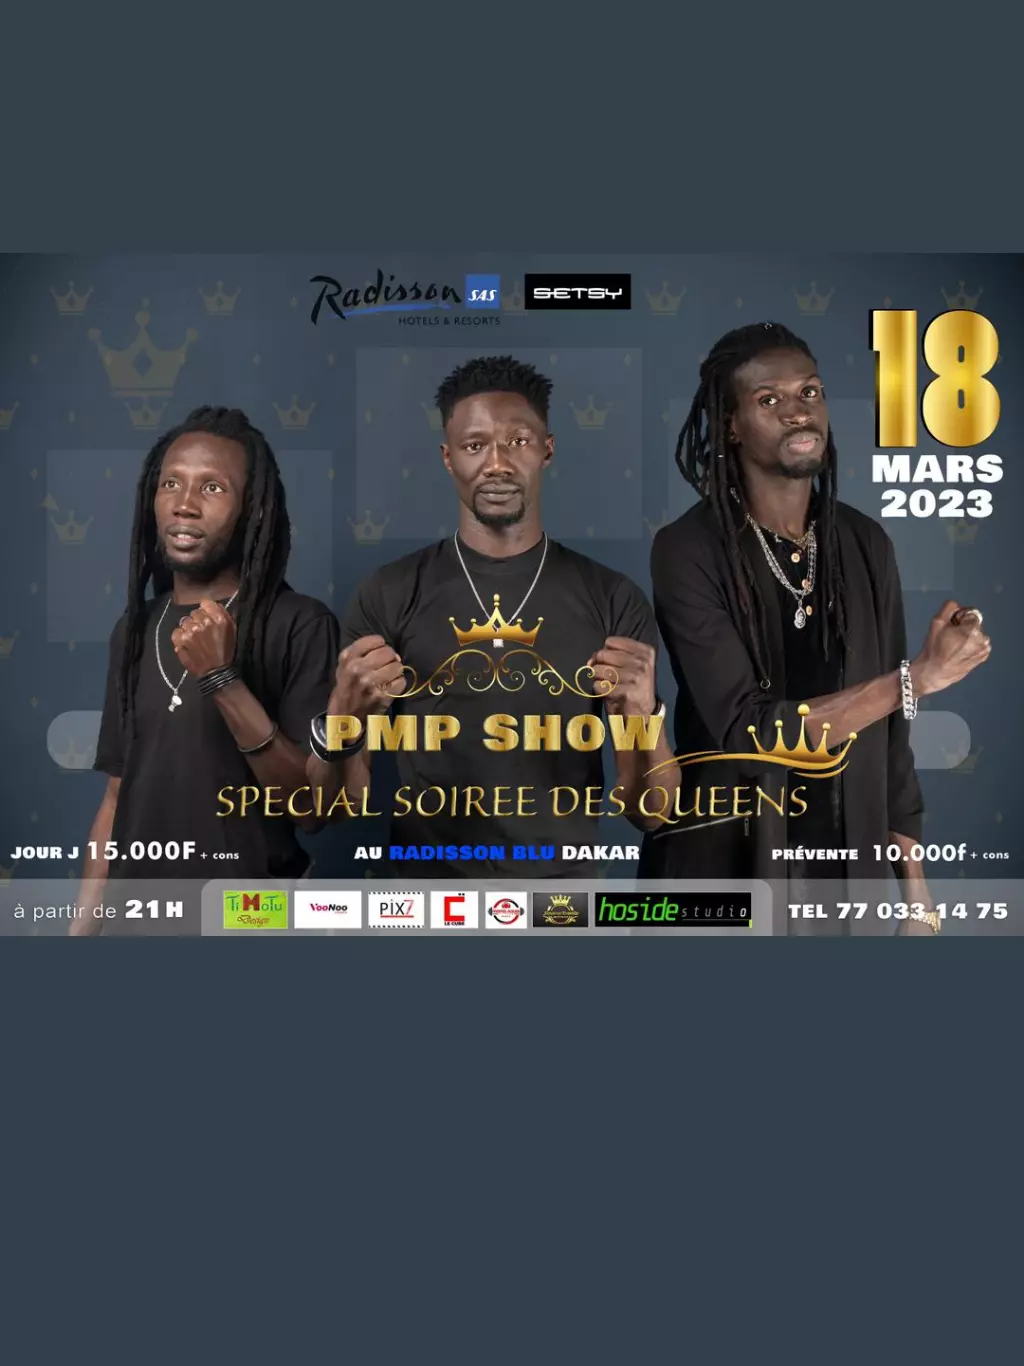 Radisson SAS
HOTELS & RESORTS
SETSY
18
MARS
2023
PMP SHOW
SPECIAL SOIREE DES QUEENS
JOUR J 15.000F + cons
AU RADISSON BLU DAKAR
PRÉVENTE 10.000f + cons
à partir de 21H
TiMoTu
Design
VooNoo
PIX7
LE CUBE
hoside studio
TEL 77 033 14 75